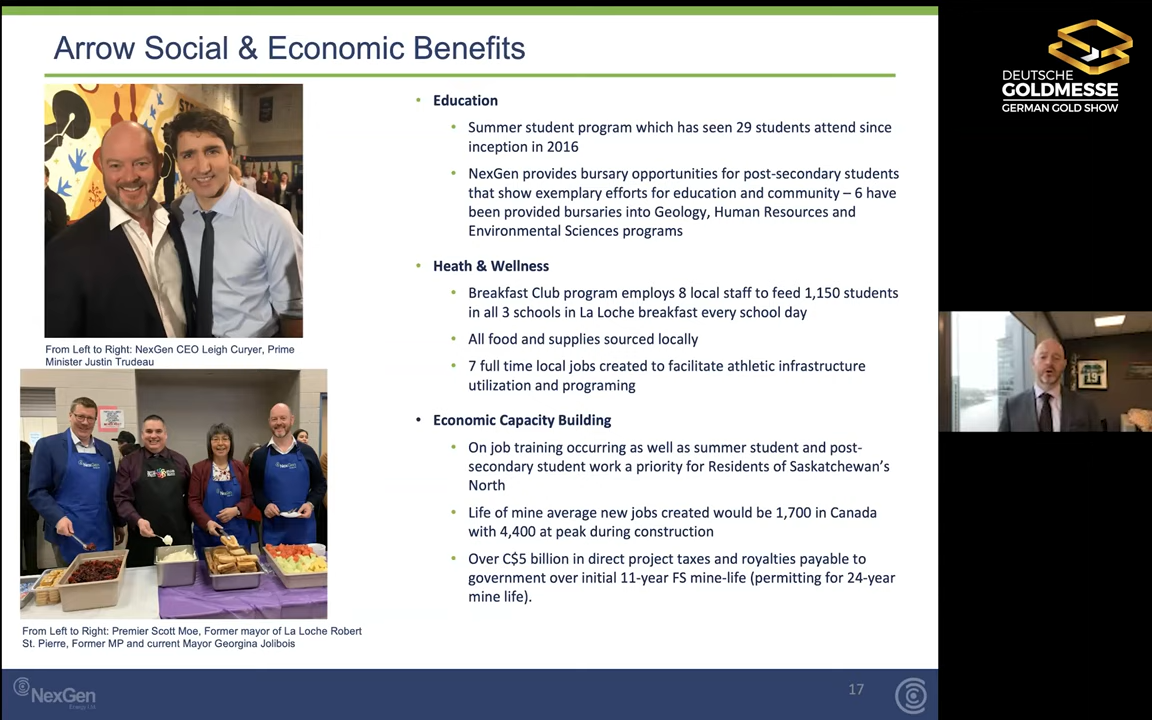 Arrow Social & Economic Benefits
From Left to Right: NexGen CEO Leigh Curyer, Prime
Minister Justin Trudeau
From Left to Right: Premier Scott Moe, Former mayor of La Loche Robert
St. Pierre, Former MP and current Mayor Georgina Jolibois
• Education
• Summer student program which has seen 29 students attend since
inception in 2016
• NexGen provides bursary opportunities for post-secondary students
that show exemplary efforts for education and community – 6 have
been provided bursaries into Geology, Human Resources and
Environmental Sciences programs
• Heath & Wellness
• Breakfast Club program employs 8 local staff to feed 1,150 students
in all 3 schools in La Loche breakfast every school day
• All food and supplies sourced locally
• 7 full time local jobs created to facilitate athletic infrastructure
utilization and programing
• Economic Capacity Building
• On job training occurring as well as summer student and post-
secondary student work a priority for Residents of Saskatchewan's
North
• Life of mine average new jobs created would be 1,700 in Canada
with 4,400 at peak during construction
• Over C$5 billion in direct project taxes and royalties payable to
government over initial 11-year FS mine-life (permitting for 24-year
mine life).
NexGen
Energy Ltd
17
DEUTSCHE
GOLDMESSE
GERMAN GOLD SHOW
19